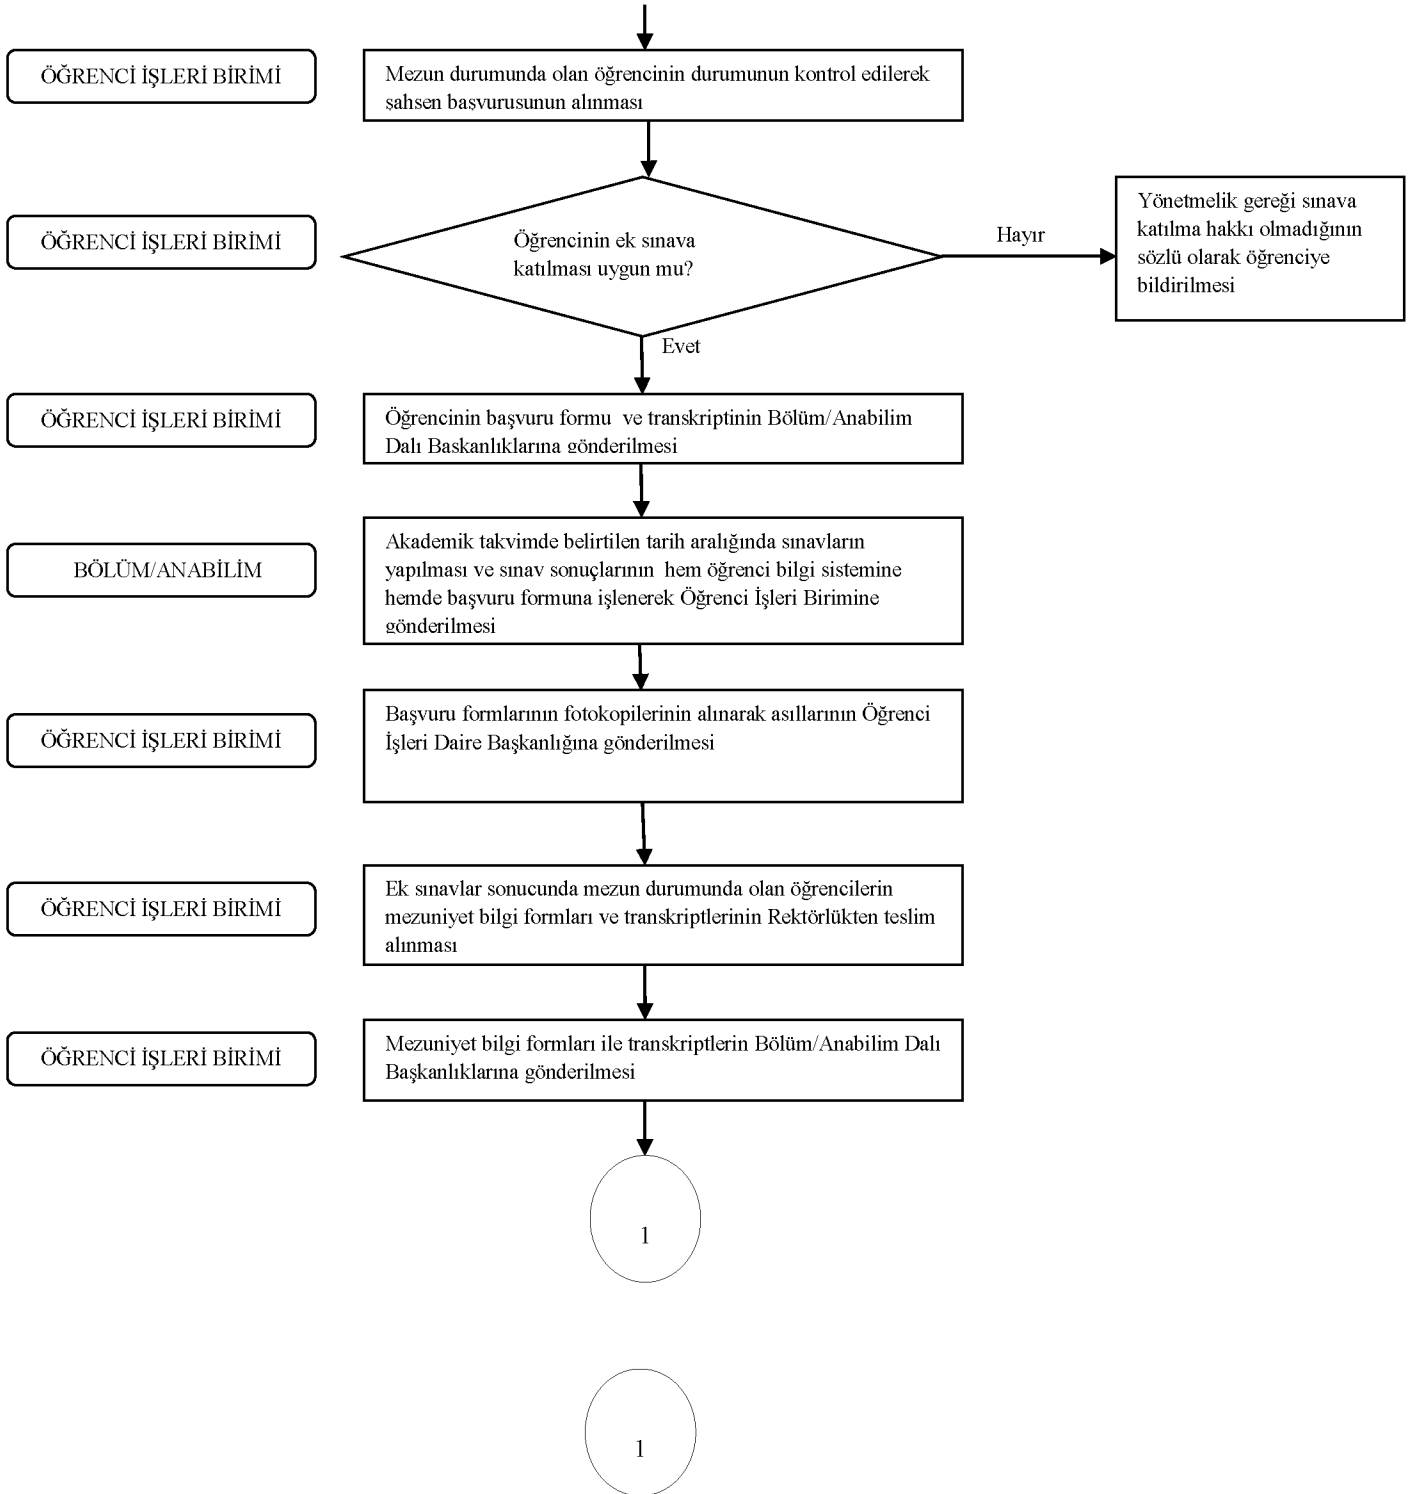 ÖĞRENCİ İŞLERİ BİRİMİ
Mezun durumunda olan öğrencinin durumunun kontrol edilerek
şahsen başvurusunun alınması
ÖĞRENCİ İŞLERİ BİRİMİ
Öğrencinin ek sınava
katılması uygun mu?
Hayır
Yönetmelik gereği sınava
katılma hakkı olmadığının
sözlü olarak öğrenciye
bildirilmesi
Evet
ÖĞRENCİ İŞLERİ BİRİMİ
Öğrencinin başvuru formu ve transkriptinin Bölüm/Anabilim
Dalı Başkanlıklarına gönderilmesi
BÖLÜM/ANABİLİM
Akademik takvimde belirtilen tarih aralığında sınavların
yapılması ve sınav sonuçlarının hem öğrenci bilgi sistemine
hemde başvuru formuna işlenerek Öğrenci İşleri Birimine
gönderilmesi
ÖĞRENCİ İŞLERİ BİRİMİ
Başvuru formlarının fotokopilerinin alınarak asıllarının Öğrenci
İşleri Daire Başkanlığına gönderilmesi
ÖĞRENCİ İŞLERİ BİRİMİ
Ek sınavlar sonucunda mezun durumunda olan öğrencilerin
mezuniyet bilgi formları ve transkriptlerinin Rektörlükten teslim
alınması
ÖĞRENCİ İŞLERİ BİRİMİ
Mezuniyet bilgi formları ile transkriptlerin Bölüm/Anabilim Dalı
Başkanlıklarına gönderilmesi
1
1